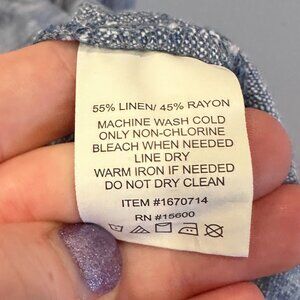 55% LINEN/ 45% RAYON
MACHINE WASH COLD
ONLY NON-CHLORINE
BLEACH WHEN NEEDED
LINE DRY
WARM IRON IF NEEDED
DO NOT DRY CLEAN
ITEM #1670714
RN #15600